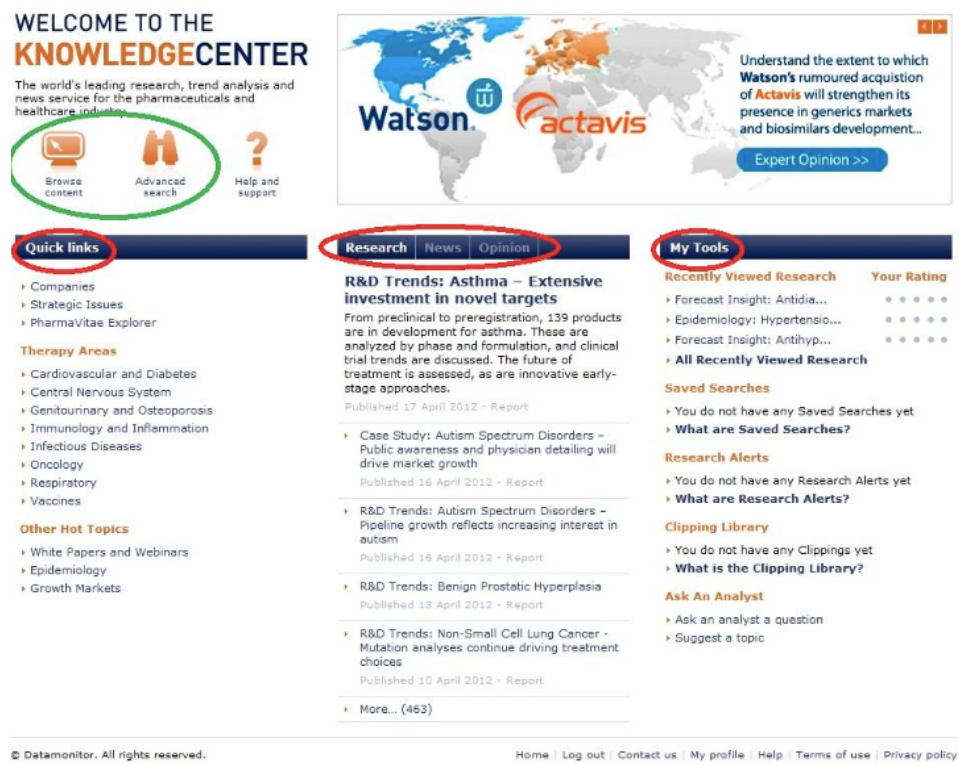 WELCOME TO THE
KNOWLEDGECENTER
The world's leading research, trend analysis and
news service for the pharmaceuticals and
healthcare industry.
Browse
content
Advanced
search
Help and
support
Watson
actavis
Understand the extent to which
Watson's rumoured acquistion
of Actavis will strengthen its
presence in generics markets
and biosimilars development...
Expert Opinion >>
Quick links
Companies
Strategic Issues
PharmaVitae Explorer
Therapy Areas
Cardiovascular and Diabetes
Central Nervous System
Genitourinary and Osteoporosis
Immunology and Inflammation
Infectious Diseases
Oncology
Respiratory
Vaccines
Other Hot Topics
White Papers and Webinars
Epidemiology
Growth Markets
Research News Opinion
R&D Trends: Asthma – Extensive
investment in novel targets
From preclinical to preregistration, 139 products
are in development for asthma. These are
analyzed by phase and formulation, and clinical
trial trends are discussed. The future of
treatment is assessed, as are innovative early-
stage approaches.
Published 17 April 2012 - Report
Case Study: Autism Spectrum Disorders –
Public awareness and physician detailing will
drive market growth
Published 16 April 2012 - Report
R&D Trends: Autism Spectrum Disorders –
Pipeline growth reflects increasing interest in
autism
Published 16 April 2012 - Report
R&D Trends: Benign Prostatic Hyperplasia
Published 13 April 2012 - Report
R&D Trends: Non-Small Cell Lung Cancer -
Mutation analyses continue driving treatment
choices
Published 10 April 2012 - Report
More... (463)
My Tools
Recently Viewed Research Your Rating
Forecast Insight: Antidia...
Epidemiology: Hypertensio...
Forecast Insight: Antihyp...
All Recently Viewed Research
Saved Searches
You do not have any Saved Searches yet
What are Saved Searches?
Research Alerts
You do not have any Research Alerts yet
What are Research Alerts?
Clipping Library
You do not have any Clippings yet
What is the Clipping Library?
Ask An Analyst
Ask an analyst a question
Suggest a topic
© Datamonitor. All rights reserved.
Home | Log out | Contact us | My profile | Help | Terms of use | Privacy policy